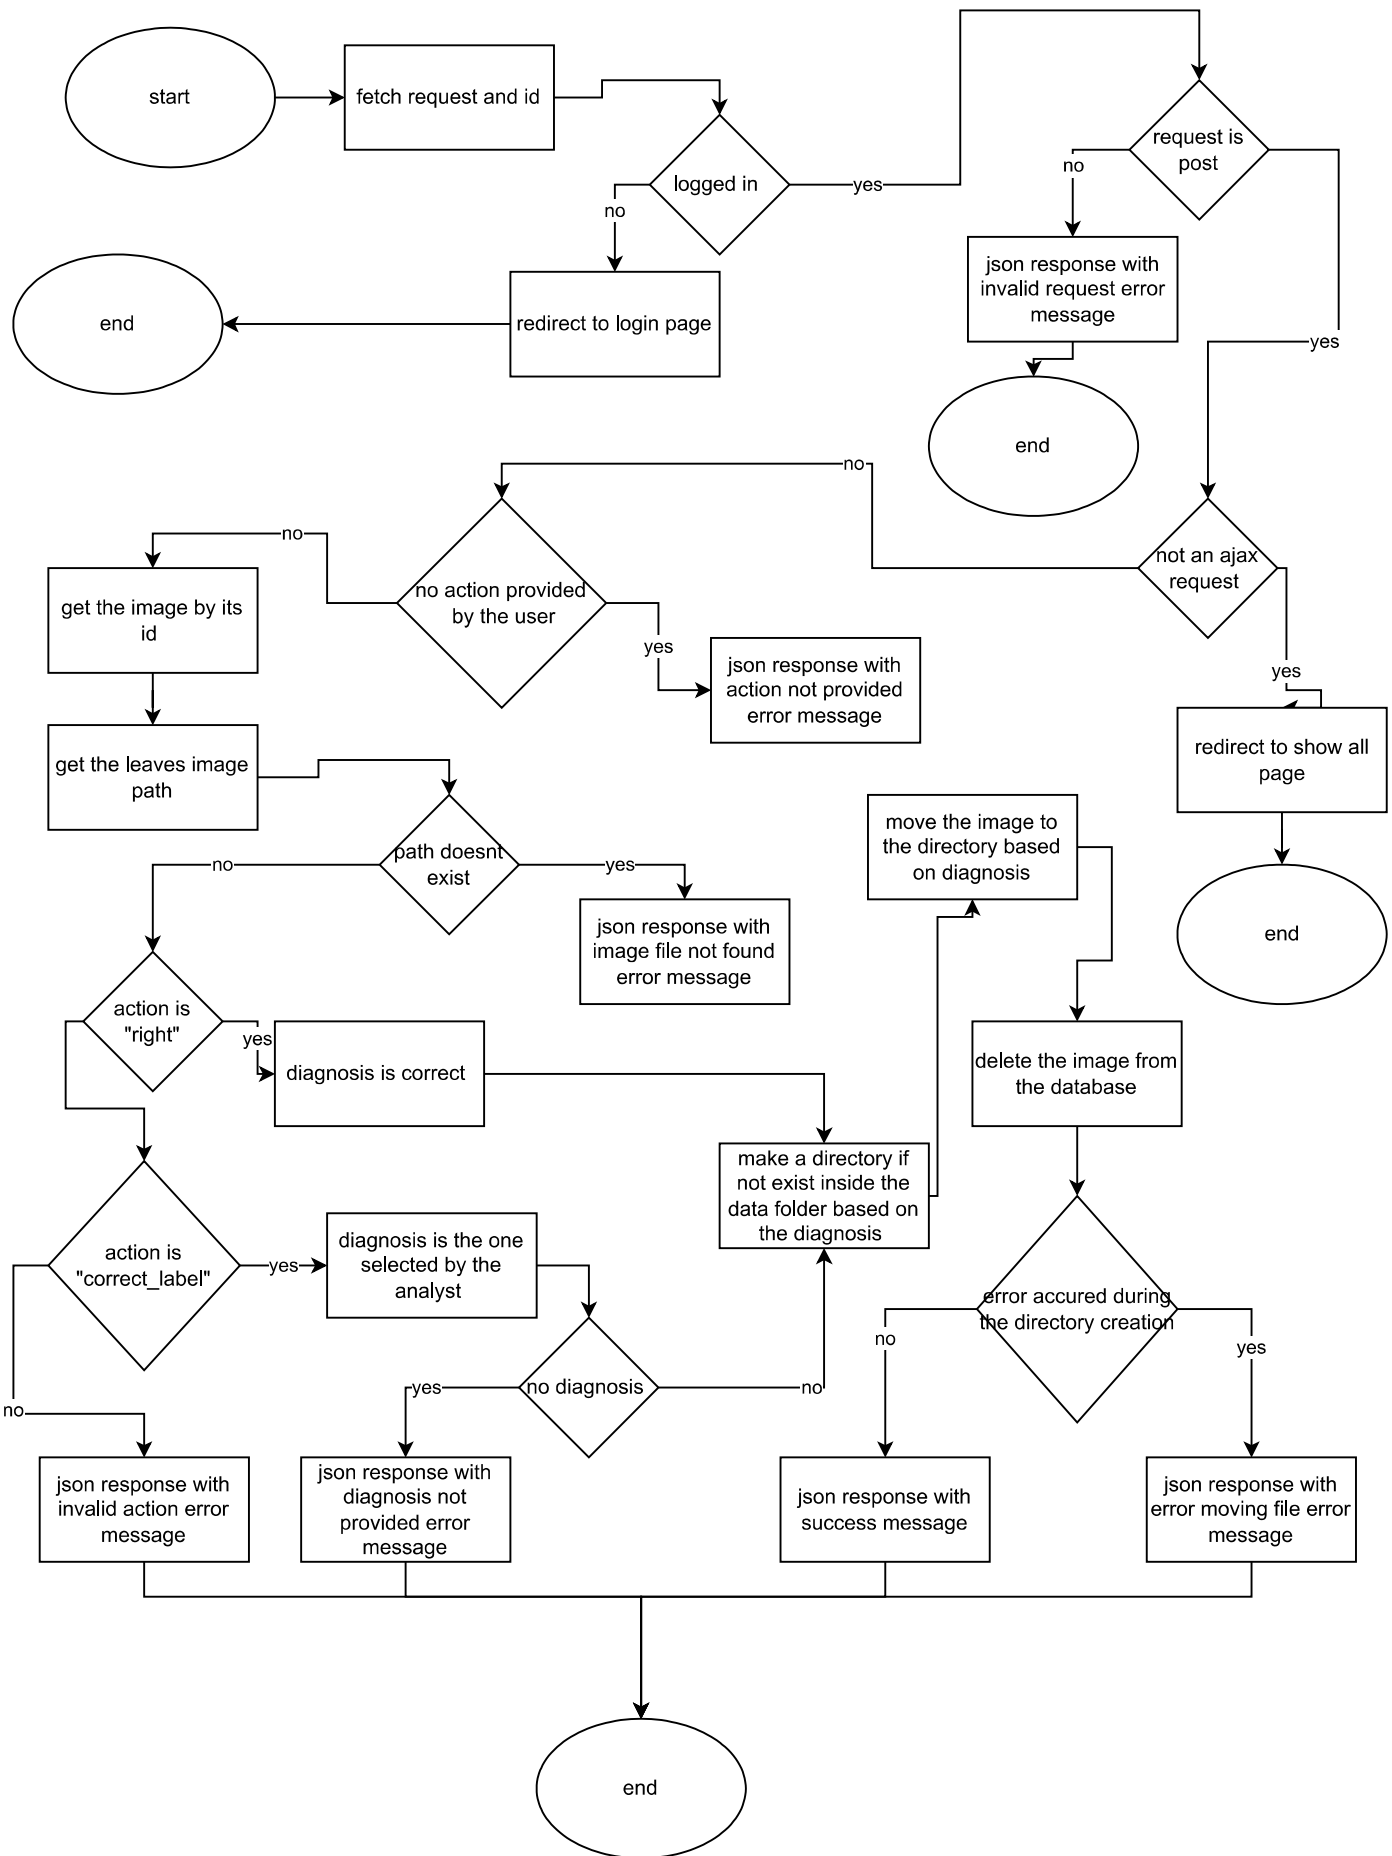 start
fetch request and id
logged in
yes
no
redirect to login page
end
request is
post
no
json response with
invalid request error
message
end
yes
not an ajax
request
no
yes
redirect to show all
page
end
no action provided
by the user
no
yes
json response with
action not provided
error message
get the image by its
id
get the leaves image
path
path doesnt
exist
no
yes
json response with
image file not found
error message
action is
"right"
yes
diagnosis is correct
action is
"correct_label"
yes
no
diagnosis is the one
selected by the
analyst
no diagnosis
yes
no
make a directory if
not exist inside the
data folder based on
the diagnosis
move the image to
the directory based
on diagnosis
delete the image from
the database
error accured during
the directory creation
no
yes
json response with
invalid action error
message
json response with
diagnosis not
provided error
message
json response with
success message
json response with
error moving file error
message
end